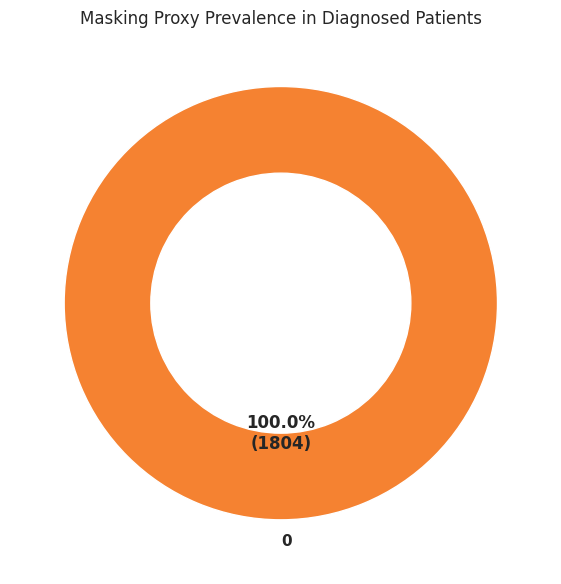 Masking Proxy Prevalence in Diagnosed Patients
100.0%
(1804)
0